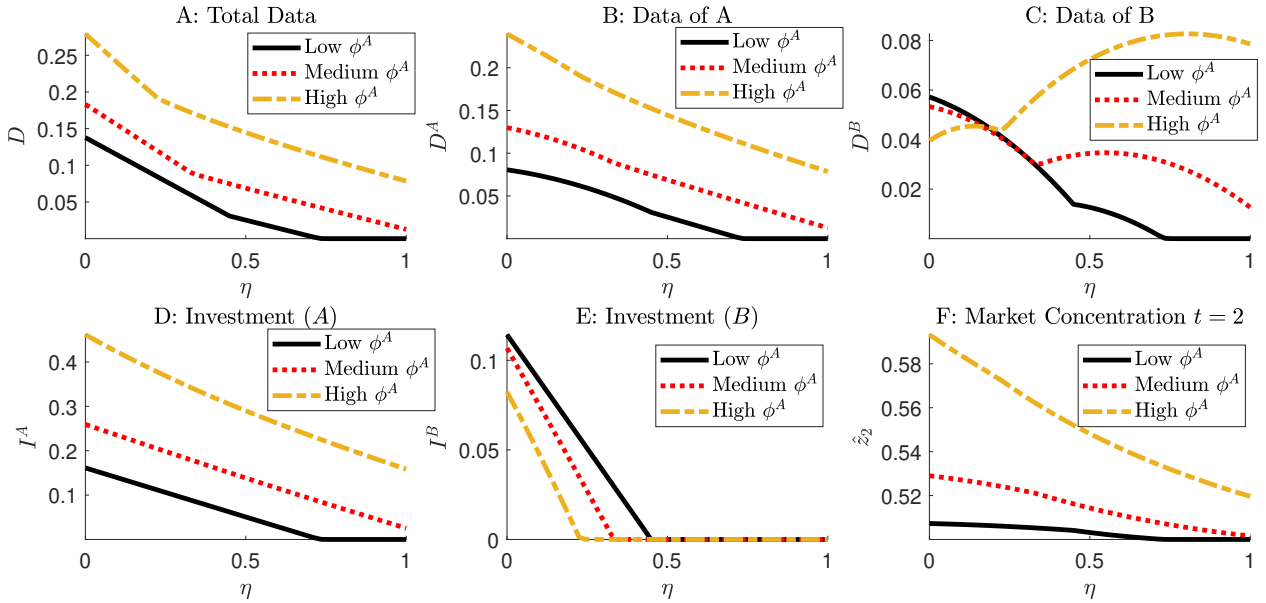 A: Total Data
D
0.25
0.2
0.15
0.1
0.05
0
0.5
1
η
Low φ^A
Medium φ^A
High φ^A
B: Data of A
D^A
0.2
0.15
0.1
0.05
0
0.5
1
η
Low φ^A
Medium φ^A
High φ^A
C: Data of B
D^B
0.08
0.06
0.04
0.02
0
0.5
1
η
Low φ^A
Medium φ^A
High φ^A
D: Investment (A)
I^A
0.4
0.3
0.2
0.1
0
0.5
1
η
Low φ^A
Medium φ^A
High φ^A
E: Investment (B)
I^B
0.1
0.05
0
0
0.5
1
η
Low φ^A
Medium φ^A
High φ^A
F: Market Concentration t = 2
ẑ_2
0.58
0.56
0.54
0.52
0
0.5
1
η
Low φ^A
Medium φ^A
High φ^A